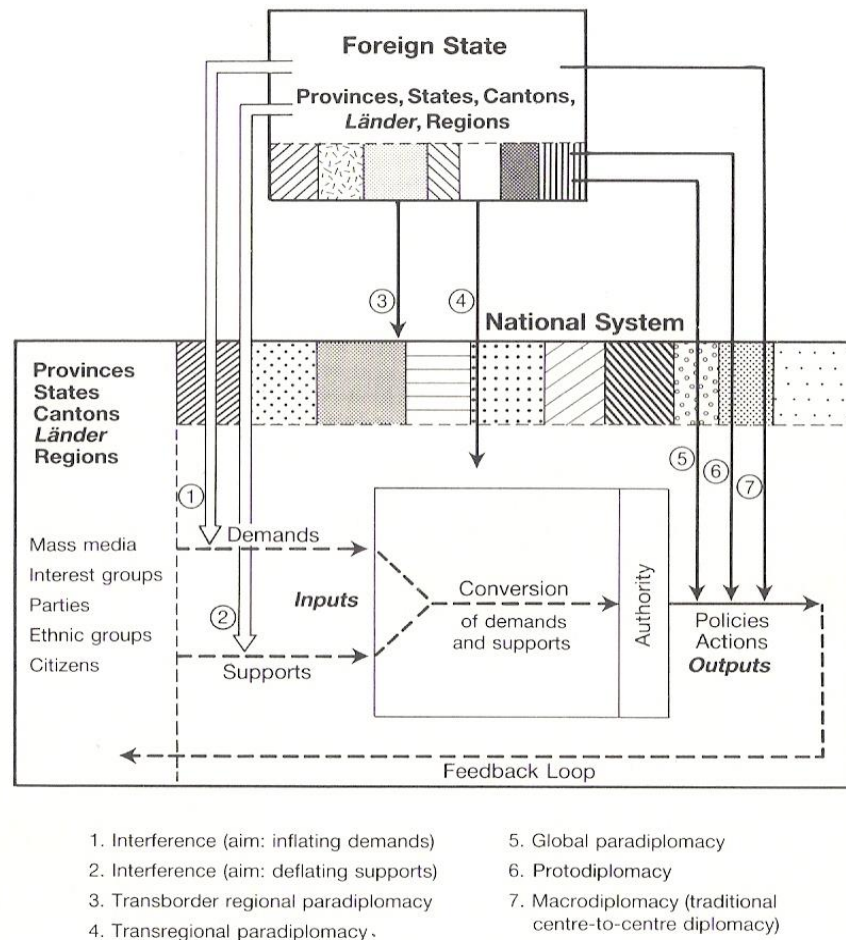 Foreign State
Provinces, States, Cantons,
Länder, Regions
3
4
National System
Provinces
States
Cantons
Länder
Regions
5
6
7
1
Demands
Mass media
Interest groups
Parties
Ethnic groups
Citizens
2
Inputs
Supports
Conversion
of demands
and supports
Authority
Policies
Actions
Outputs
Feedback Loop
1. Interference (aim: inflating demands)
2. Interference (aim: deflating supports)
3. Transborder regional paradiplomacy
4. Transregional paradiplomacy.
5. Global paradiplomacy
6. Protodiplomacy
7. Macrodiplomacy (traditional
centre-to-centre diplomacy)